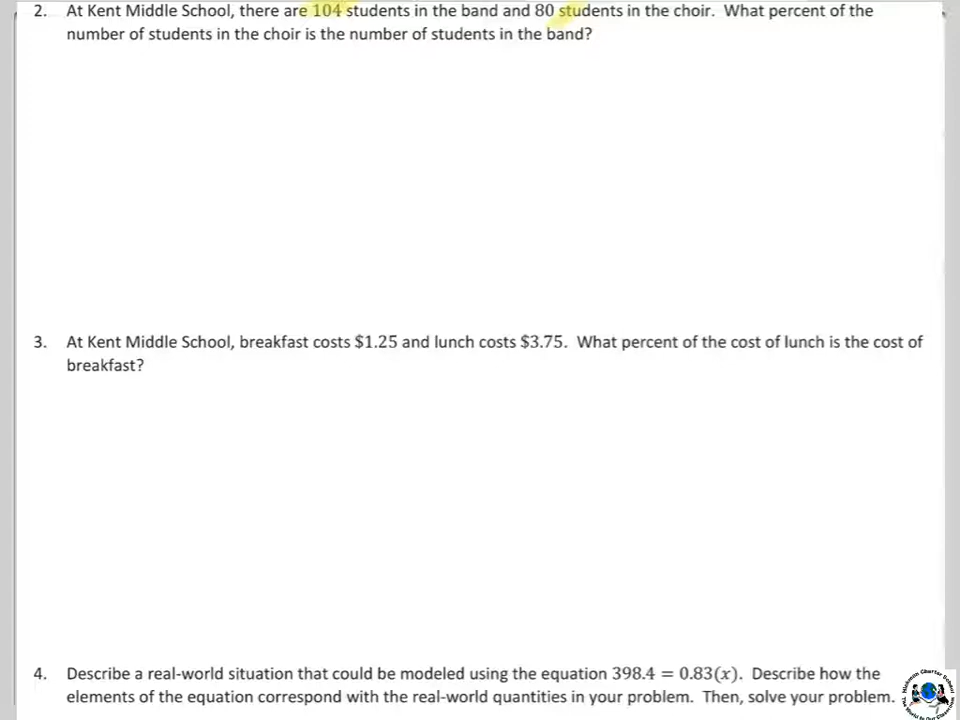 2. At Kent Middle School, there are 104 students in the band and 80 students in the choir. What percent of the
number of students in the choir is the number of students in the band?
3. At Kent Middle School, breakfast costs $1.25 and lunch costs $3.75. What percent of the cost of lunch is the cost of
breakfast?
4. Describe a real-world situation that could be modeled using the equation 398.4 = 0.83(x). Describe how the
elements of the equation correspond with the real-world quantities in your problem. Then, solve your problem.